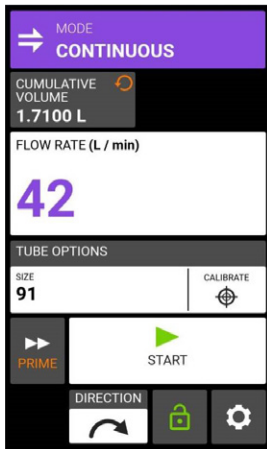 MODE
CONTINUOUS
CUMULATIVE
VOLUME
1.7100 L
FLOW RATE (L / min)
42
TUBE OPTIONS
SIZE
91
CALIBRATE
PRIME
START
DIRECTION